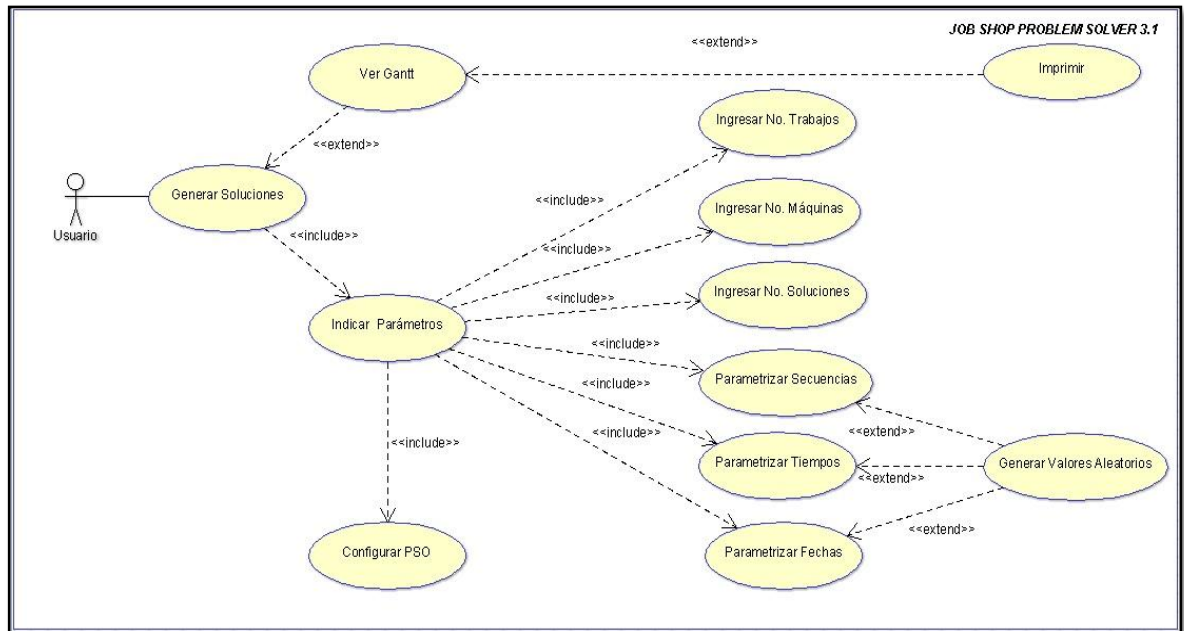 JOB SHOP PROBLEM SOLVER 3.1
<<extend>>
Ver Gantt
Imprimir
Ingresar No. Trabajos
<<extend>>
Generar Soluciones
Usuario
<<include>>
Ingresar No. Máquinas
<<include>>
<<include>>
Ingresar No. Soluciones
<<include>>
Indicar Parámetros
<<include>>
Parametrizar Secuencias
<<include>>
<<extend>>
<<include>>
<<include>>
Parametrizar Tiempos
Generar Valores Aleatorios
<<extend>>
<<extend>>
Configurar PSO
Parametrizar Fechas